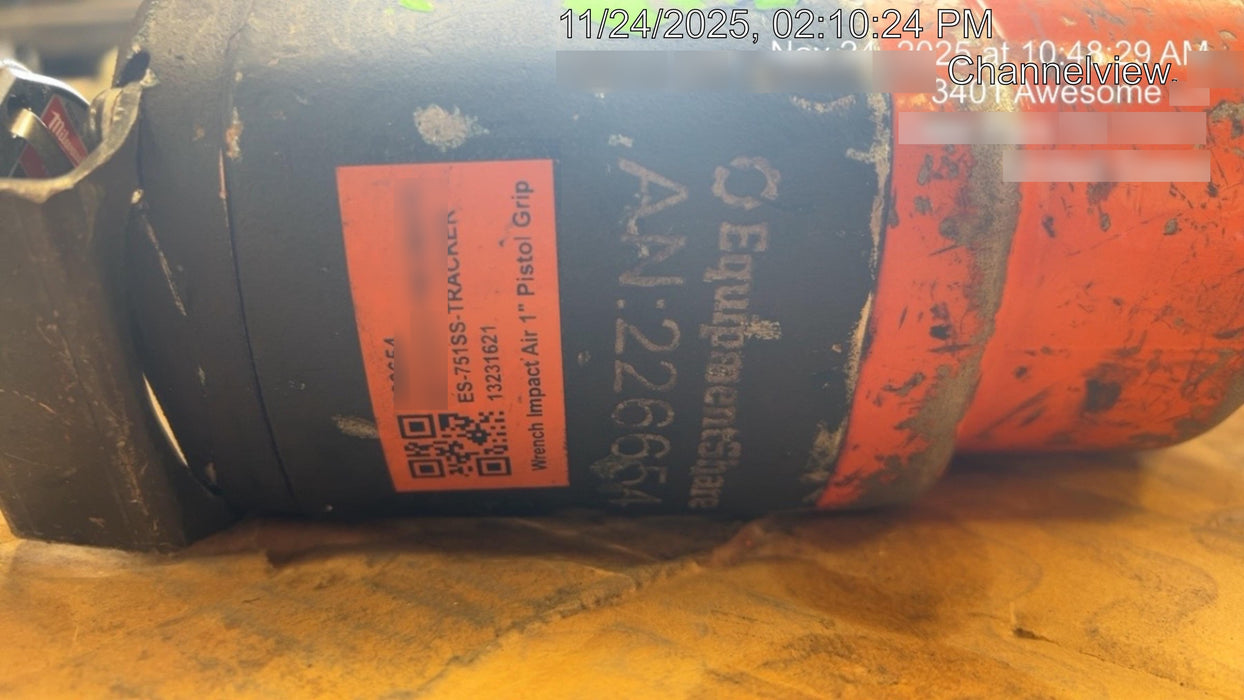 11/24/2025, 02:10:24 PM
Nov 24, 2025 at 10:48:29 AM
Channelview
3401 Awesome
Milwaukee
ES-751SS-TRACKER
13231621
Wrench Impact Air 1" Pistol Grip
AN:226654
EquipmentShare